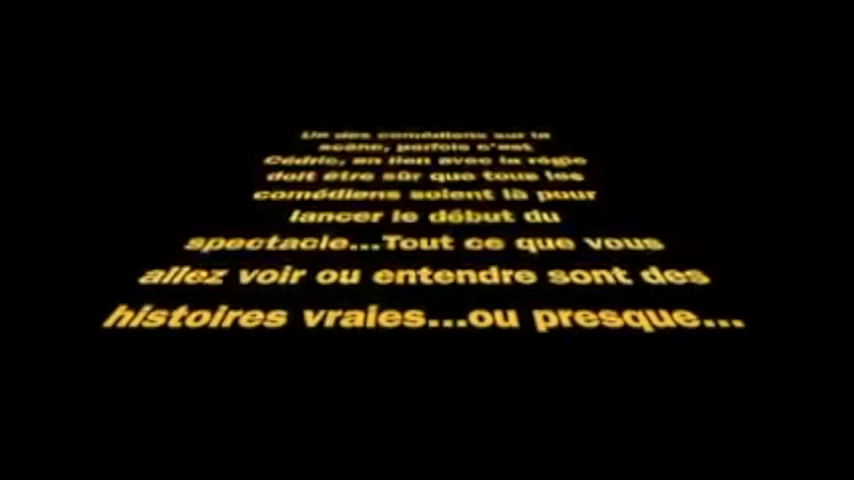 Un des comédiens sur la
scène, parfois c'est
Cédric, en lien avec la régie
doit être sûr que tous les
comédiens soient là pour
lancer le début du
spectacle...Tout ce que vous
allez voir ou entendre sont des
histoires vraies...ou presque...